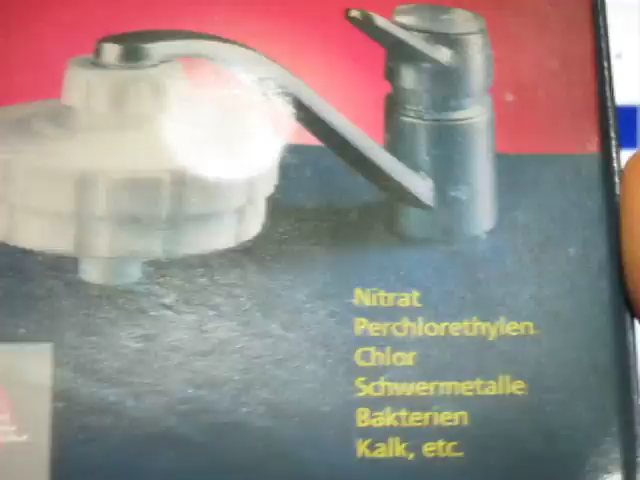 Nitrat
Perchlorethylen
Chlor
Schwermetalle
Bakterien
Kalk, etc.